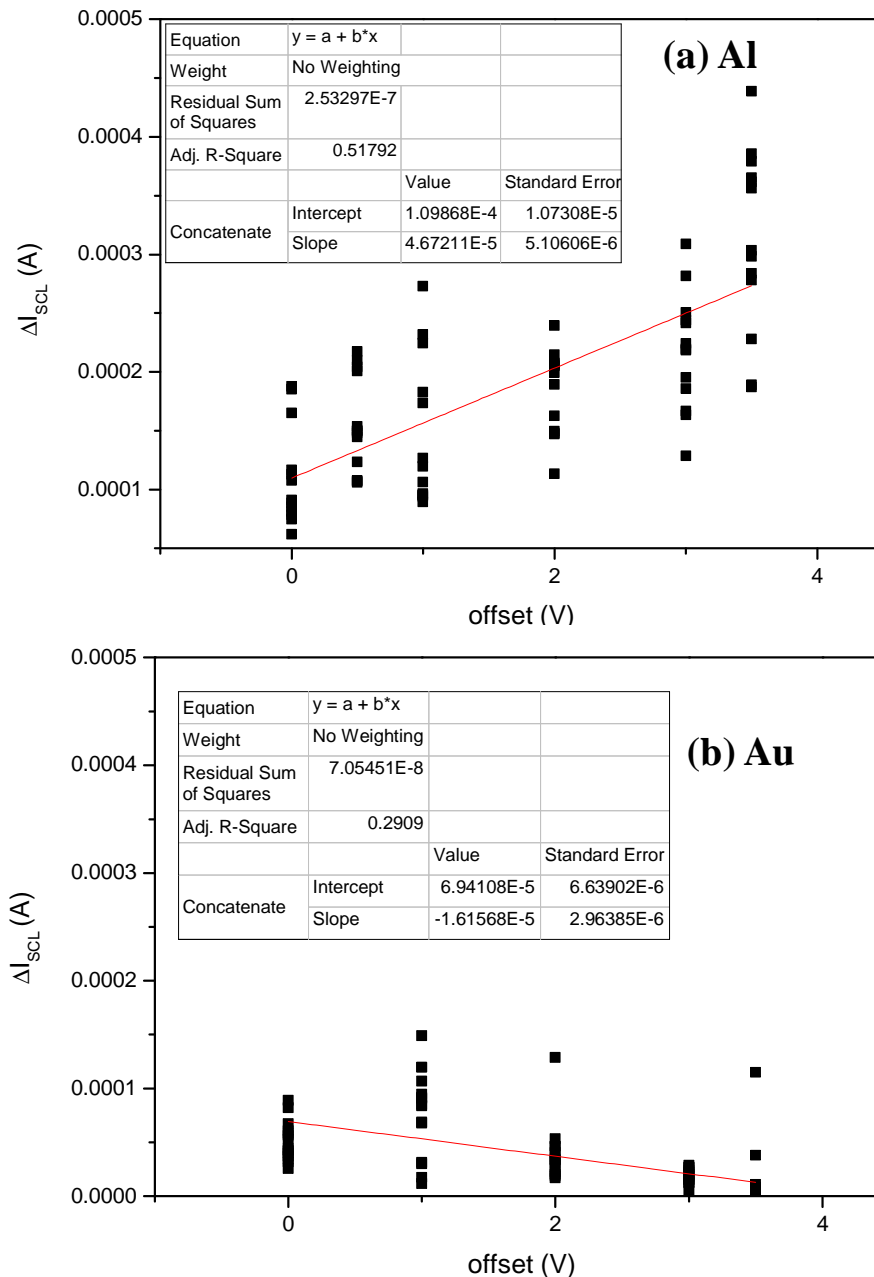 0.0005
0.0004
0.0003
0.0002
0.0001
ΔI_SCL (A)
(a) Al
Equation y = a + b*x
Weight No Weighting
Residual Sum of Squares 2.53297E-7
Adj. R-Square 0.51792
Value Standard Error
Concatenate Intercept 1.09868E-4 1.07308E-5
Slope 4.67211E-5 5.10606E-6
0 2 4
offset (V)
0.0005
0.0004
0.0003
0.0002
0.0001
0.0000
ΔI_SCL (A)
(b) Au
Equation y = a + b*x
Weight No Weighting
Residual Sum of Squares 7.05451E-8
Adj. R-Square 0.2909
Value Standard Error
Concatenate Intercept 6.94108E-5 6.63902E-6
Slope -1.61568E-5 2.96385E-6
0 2 4
offset (V)